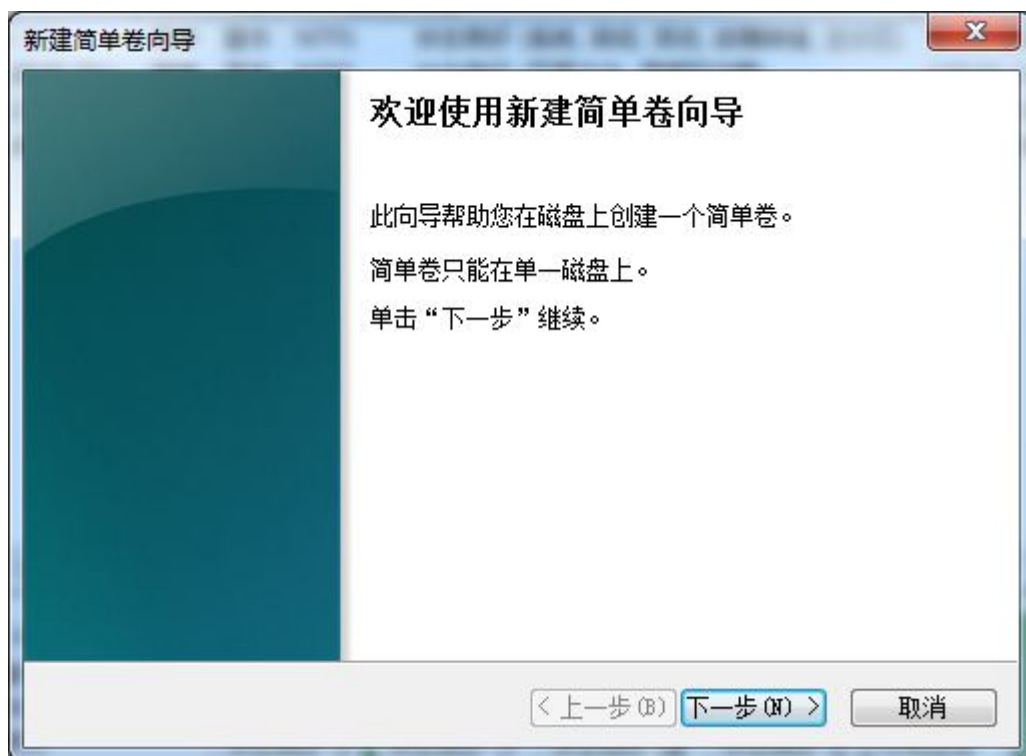 新建简单卷向导
欢迎使用新建简单卷向导
此向导帮助您在磁盘上创建一个简单卷。
简单卷只能在单一磁盘上。
单击“下一步”继续。
< 上一步(B) 下一步(N) > 取消